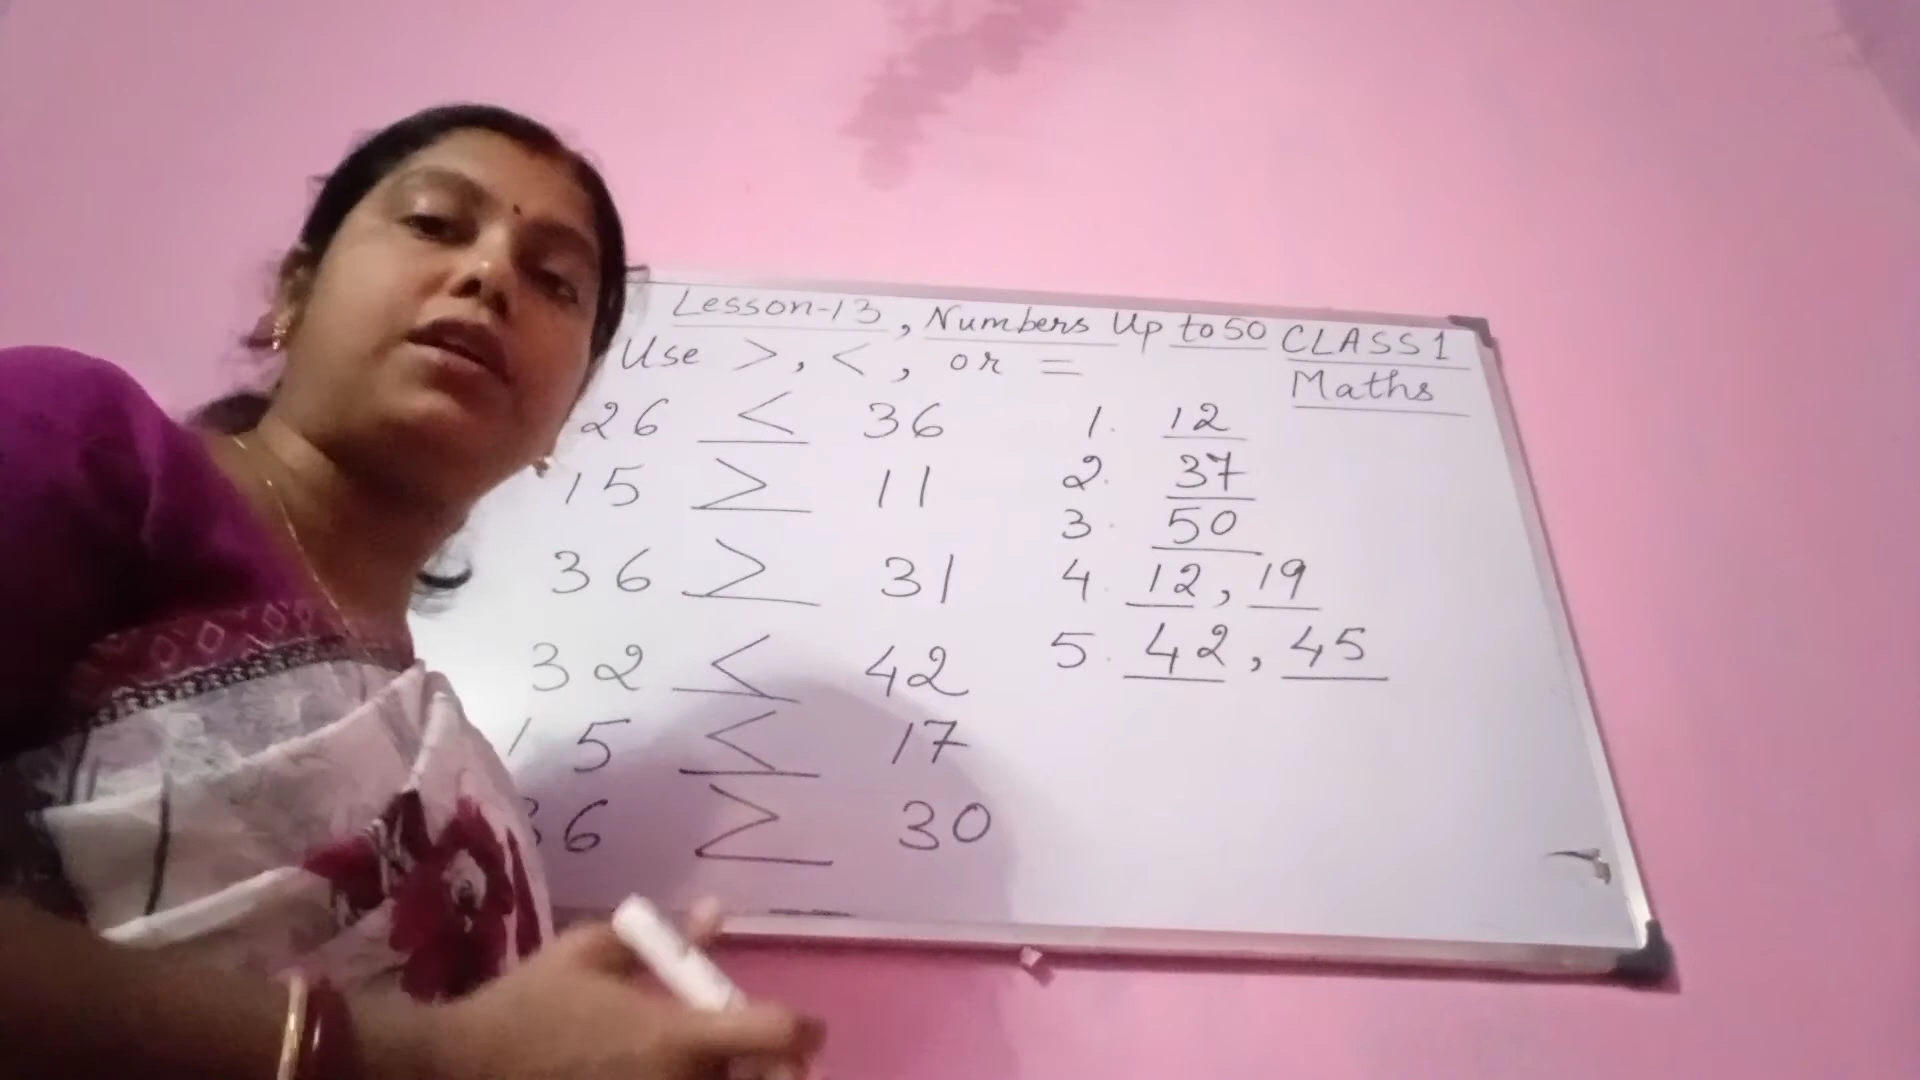 Lesson-13, Numbers Up to 50 CLASS 1
Maths
Use >, <, or =
26 < 36
15 > 11
36 > 31
32 < 42
15 < 17
36 > 30
1. 12
2. 37
3. 50
4. 12, 19
5. 42, 45